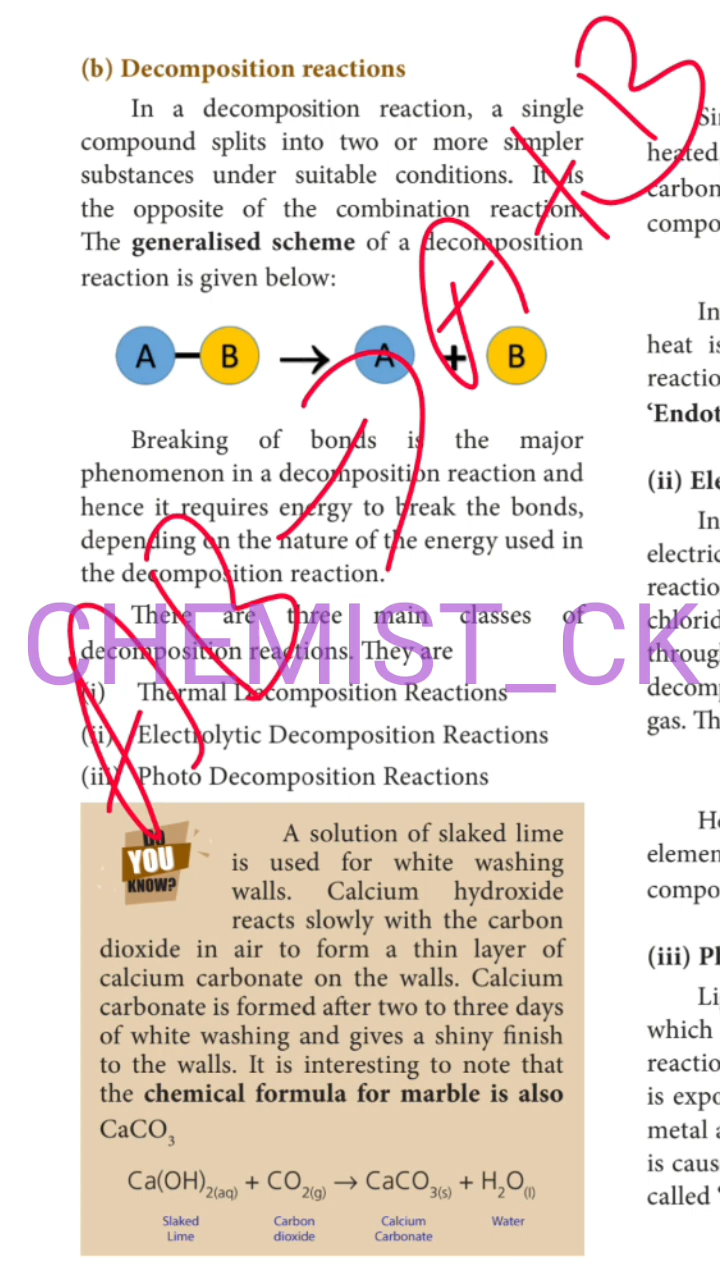 (b) Decomposition reactions
In a decomposition reaction, a single
compound splits into two or more simpler
substances under suitable conditions. It is
the opposite of the combination reaction.
The generalised scheme of a decomposition
reaction is given below:
A B → A + B
Breaking of bonds is the major
phenomenon in a decomposition reaction and
hence it requires energy to break the bonds,
depending on the nature of the energy used in
the decomposition reaction.
There are three main classes of
decomposition reactions. They are
(i) Thermal Decomposition Reactions
(ii) Electrolytic Decomposition Reactions
(iii) Photo Decomposition Reactions
AB → A + B
CHEMIST_CK
DO
YOU
KNOW?
A solution of slaked lime
is used for white washing
walls. Calcium hydroxide
reacts slowly with the carbon
dioxide in air to form a thin layer of
calcium carbonate on the walls. Calcium
carbonate is formed after two to three days
of white washing and gives a shiny finish
to the walls. It is interesting to note that
the chemical formula for marble is also
CaCO₃
Ca(OH)₂(aq) + CO₂(g) → CaCO₃(s) + H₂O(l)
Slaked Carbon Calcium Water
Lime dioxide Carbonate
heated
carbon
compo
In
heat is
reactio
‘Endot
(ii) Ele
In
electric
reactio
chlorid
through
decomp
gas. Th
He
elemen
compo
(iii) Pl
Li
which
reactio
is expo
metal a
is caus
called ‘